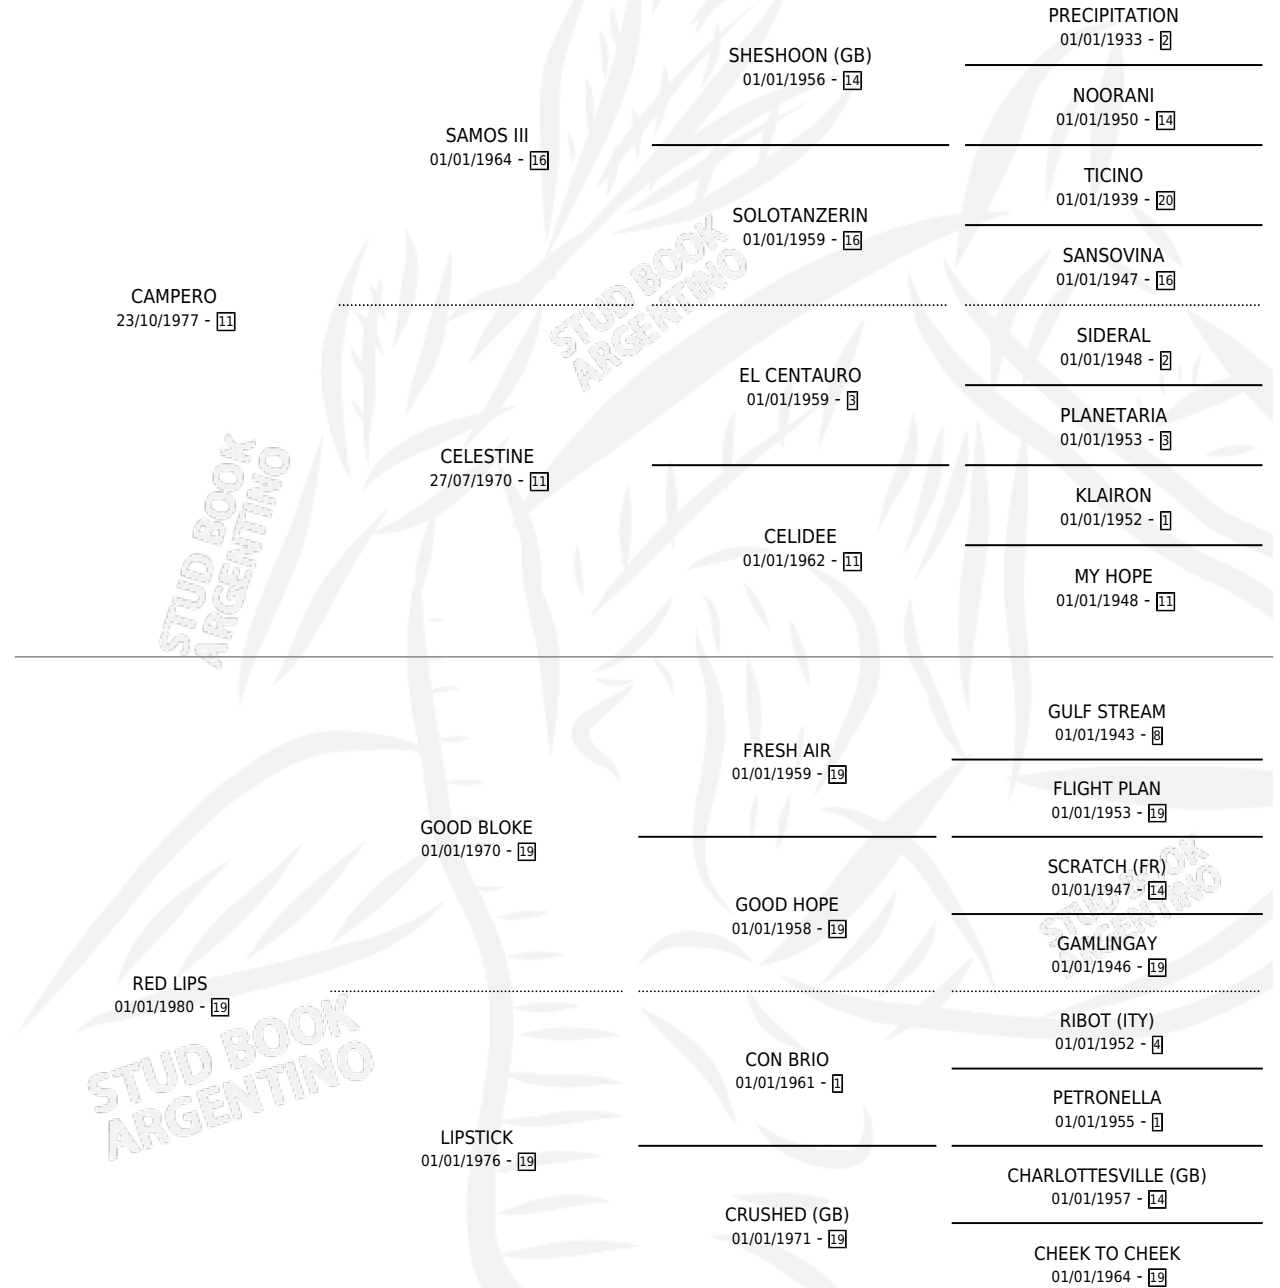 PRECIPITATION
01/01/1933 - 2
SHESHOON (GB)
01/01/1956 - 14
NOORANI
01/01/1950 - 14
SAMOS III
01/01/1964 - 16
TICINO
01/01/1939 - 20
SOLOTANZERIN
01/01/1959 - 16
SANSOVINA
01/01/1947 - 16
CAMPERO
23/10/1977 - 11
SIDERAL
01/01/1948 - 2
EL CENTAURO
01/01/1959 - 3
PLANETARIA
01/01/1953 - 3
CELESTINE
27/07/1970 - 11
KLAIRON
01/01/1952 - 1
CELIDEE
01/01/1962 - 11
MY HOPE
01/01/1948 - 11
GULF STREAM
01/01/1943 - 8
FRESH AIR
01/01/1959 - 19
FLIGHT PLAN
01/01/1953 - 19
GOOD BLOKE
01/01/1970 - 19
SCRATCH (FR)
01/01/1947 - 14
GOOD HOPE
01/01/1958 - 19
GAMLINGAY
01/01/1946 - 19
RED LIPS
01/01/1980 - 19
RIBOT (ITY)
01/01/1952 - 4
CON BRIO
01/01/1961 - 1
PETRONELLA
01/01/1955 - 1
LIPSTICK
01/01/1976 - 19
CHARLOTTESVILLE (GB)
01/01/1957 - 14
CRUSHED (GB)
01/01/1971 - 19
CHEEK TO CHEEK
01/01/1964 - 19
STUD BOOK
ARGENTINO
STUD BOOK
ARGENTINO
STUD BOOK
ARGENTINO
STUD BOOK
ARGENTINO